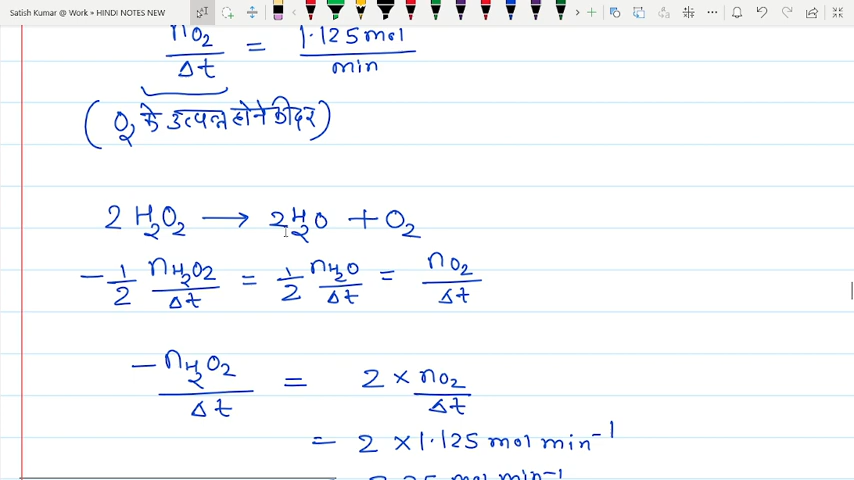 Satish Kumar @ Work » HINDI NOTES NEW
nO2/Δt = 1.125 mol/min
(O2 के उत्पन्न होने की दर)
2H2O2 → 2H2O + O2
-1/2 nH2O2/Δt = 1/2 nH2O/Δt = nO2/Δt
-nH2O2/Δt = 2 × nO2/Δt
= 2 × 1.125 mol min⁻¹